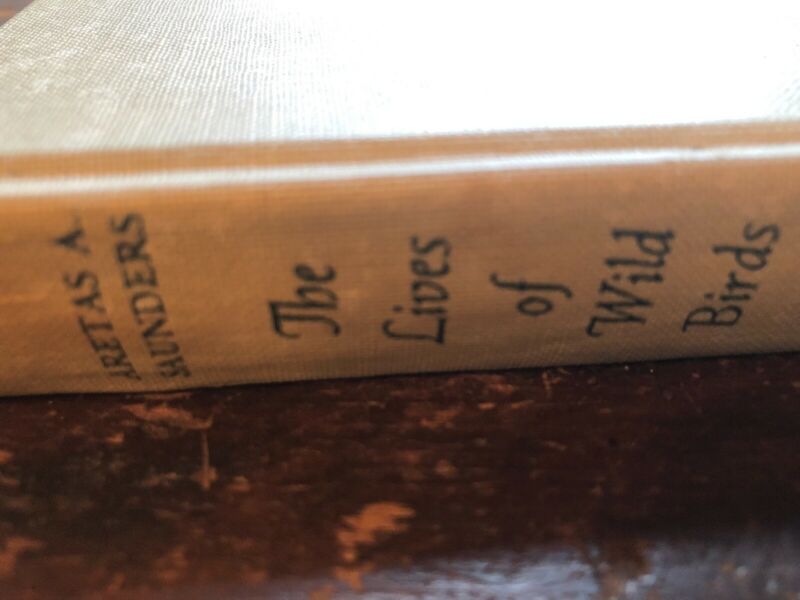 ARETAS A.
SAUNDERS
The
Lives
of
Wild
Birds